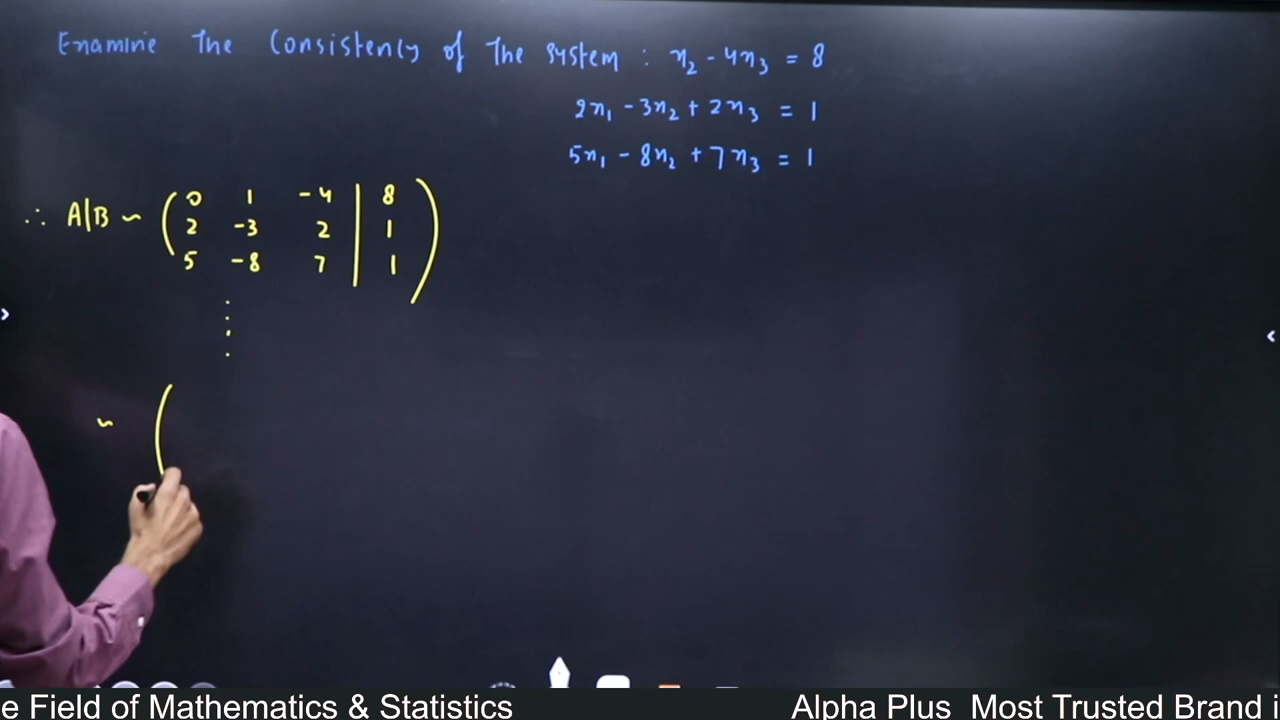 Examine The Consistency of The system : x₂ - 4x₃ = 8
2x₁ - 3x₂ + 2x₃ = 1
5x₁ - 8x₂ + 7x₃ = 1
∴ A|B ~ ( 0 1 -4 | 8 )
2 -3 2 | 1
5 -8 7 | 1
⋮
~ (
e Field of Mathematics & Statistics Alpha Plus Most Trusted Brand i